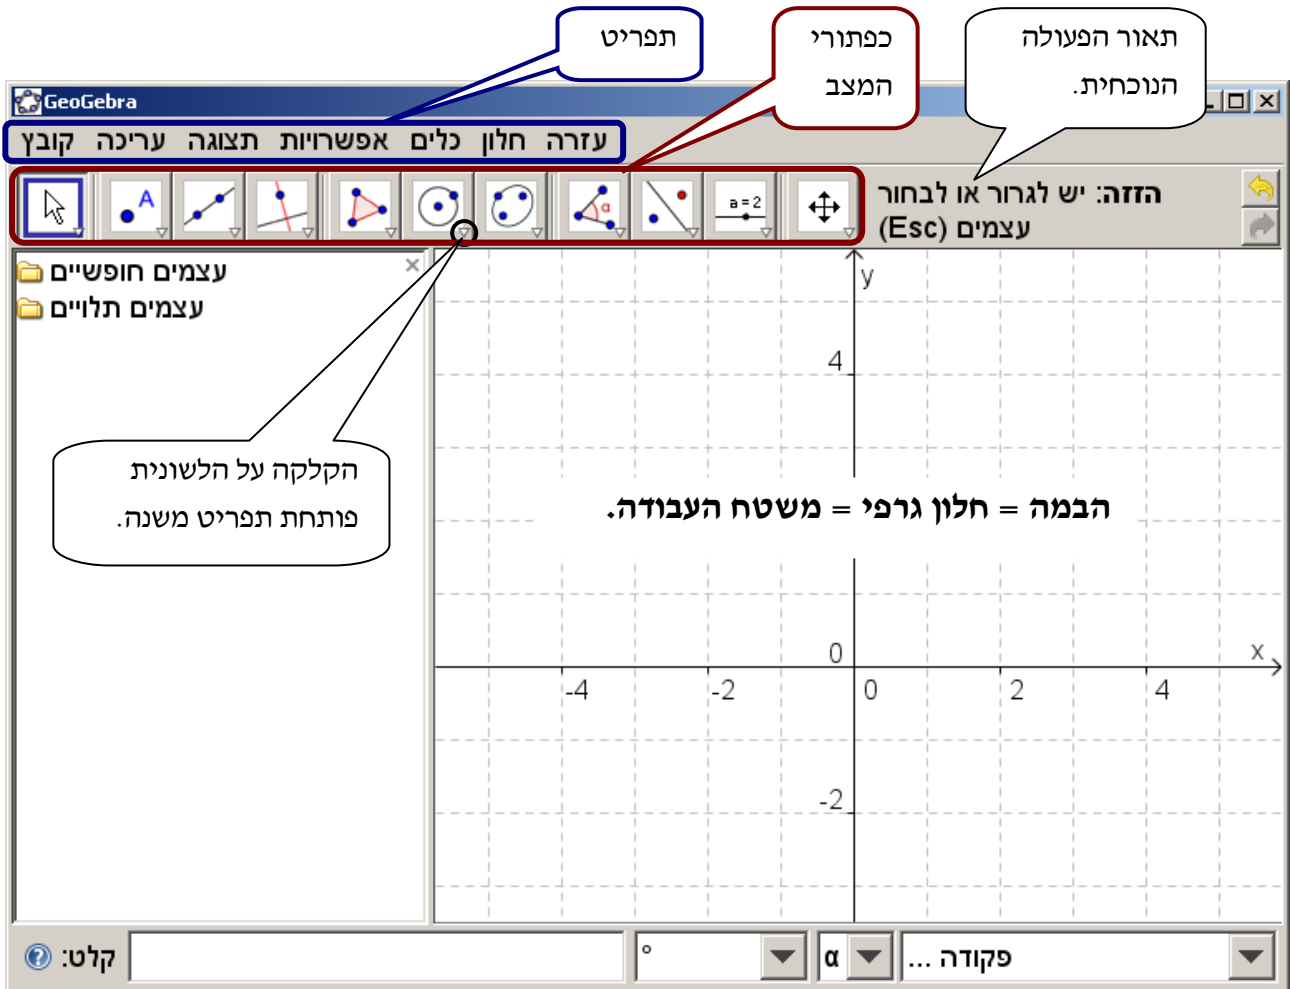 תפריט
כפתורי
המצב
תאור הפעולה
הנוכחית.
GeoGebra
קובץ עריכה תצוגה אפשרויות כלים חלון עזרה
A
α
a=2
הזזה: יש לגרור או לבחור
עצמים (Esc)
עצמים חופשיים
עצמים תלויים
y
4
הקלקה על הלשונית
פותחת תפריט משנה.
הבמה = חלון גרפי = משטח העבודה.
0
x
-4 -2 0 2 4
-2
קלט:
°
α
פקודה ...